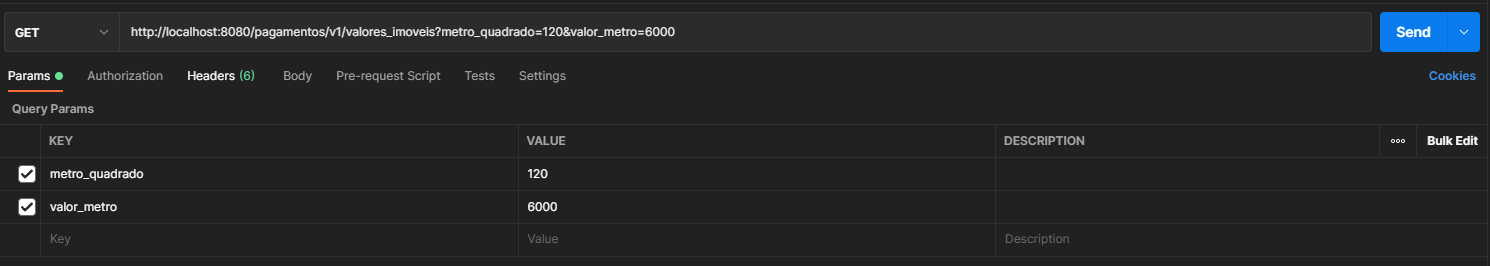 GET http://localhost:8080/pagamentos/v1/valores_imoveis?metro_quadrado=120&valor_metro=6000 Send
Params Authorization Headers (6) Body Pre-request Script Tests Settings Cookies
Query Params
KEY VALUE DESCRIPTION Bulk Edit
metro_quadrado 120
valor_metro 6000
Key Value Description